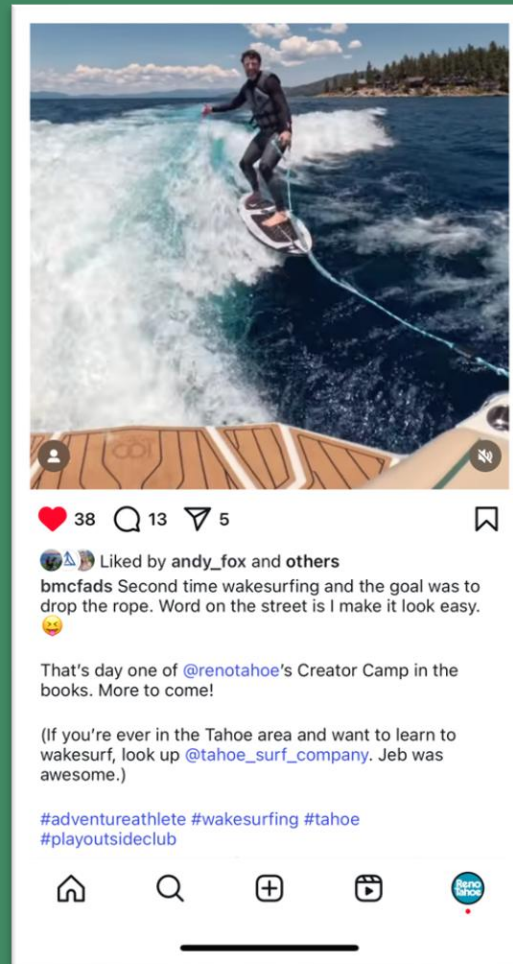 38 13 5
Liked by andy_fox and others
bmcfads Second time wakesurfing and the goal was to
drop the rope. Word on the street is I make it look easy.
😝
That's day one of @renotahoe's Creator Camp in the
books. More to come!
(If you're ever in the Tahoe area and want to learn to
wakesurf, look up @tahoe_surf_company. Jeb was
awesome.)
#adventureathlete #wakesurfing #tahoe
#playoutsideclub
Reno
Tahoe